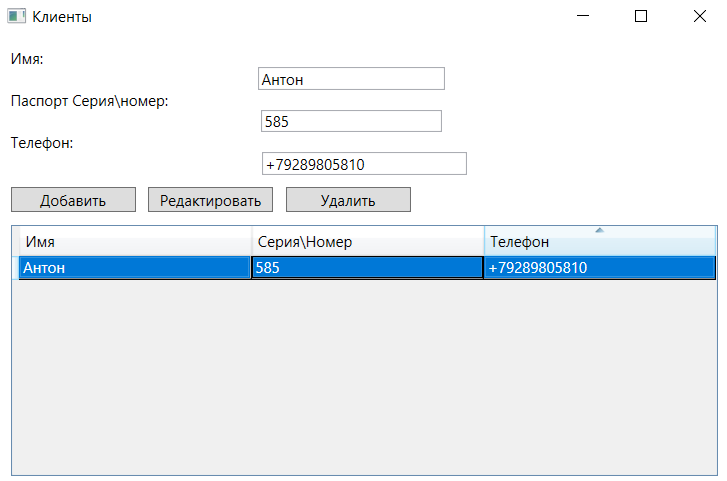 Клиенты
Имя:
Антон
Паспорт Серия\номер:
585
Телефон:
+79289805810
Добавить Редактировать Удалить
Имя Серия\Номер Телефон
Антон 585 +79289805810